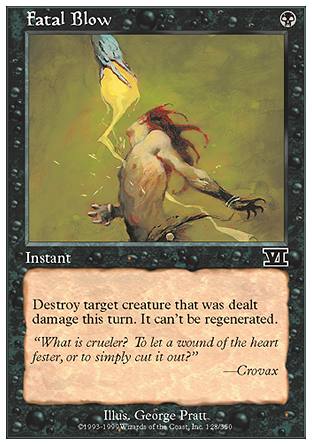 Fatal Blow
Instant
VI
Destroy target creature that was dealt
damage this turn. It can't be regenerated.
"What is crueler? To let a wound of the heart
fester, or to simply cut it out?"
—Crovax
Illus. George Pratt
©1993-1999 Wizards of the Coast, Inc. 128/350